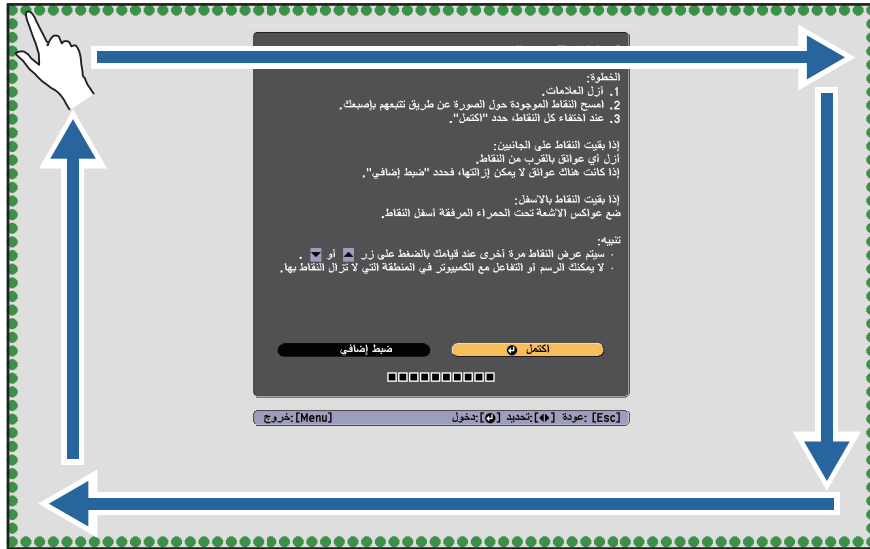 الخطوة:
1. أزل العلامات.
2. امسح النقاط الموجودة حول الصورة عن طريق تتبعهم بإصبعك.
3. عند اختفاء كل النقاط، حدد "اكتمل".
إذا بقيت النقاط على الجانبين:
أزل أي عوائق بالقرب من النقاط.
إذا كانت هناك عوائق لا يمكن إزالتها، فحدد "ضبط إضافي".
إذا بقيت النقاط بالأسفل:
ضع عواكس الأشعة تحت الحمراء المرفقة أسفل النقاط.
تنبيه:
· سيتم عرض النقاط مرة أخرى عند قيامك بالضغط على زر ▲ أو ▼ .
· لا يمكنك الرسم أو التفاعل مع الكمبيوتر في المنطقة التي لا تزال النقاط بها.
اكتمل ضبط إضافي
[Esc] :عودة [◀▶]:تحديد [↵]:دخول [Menu]:خروج